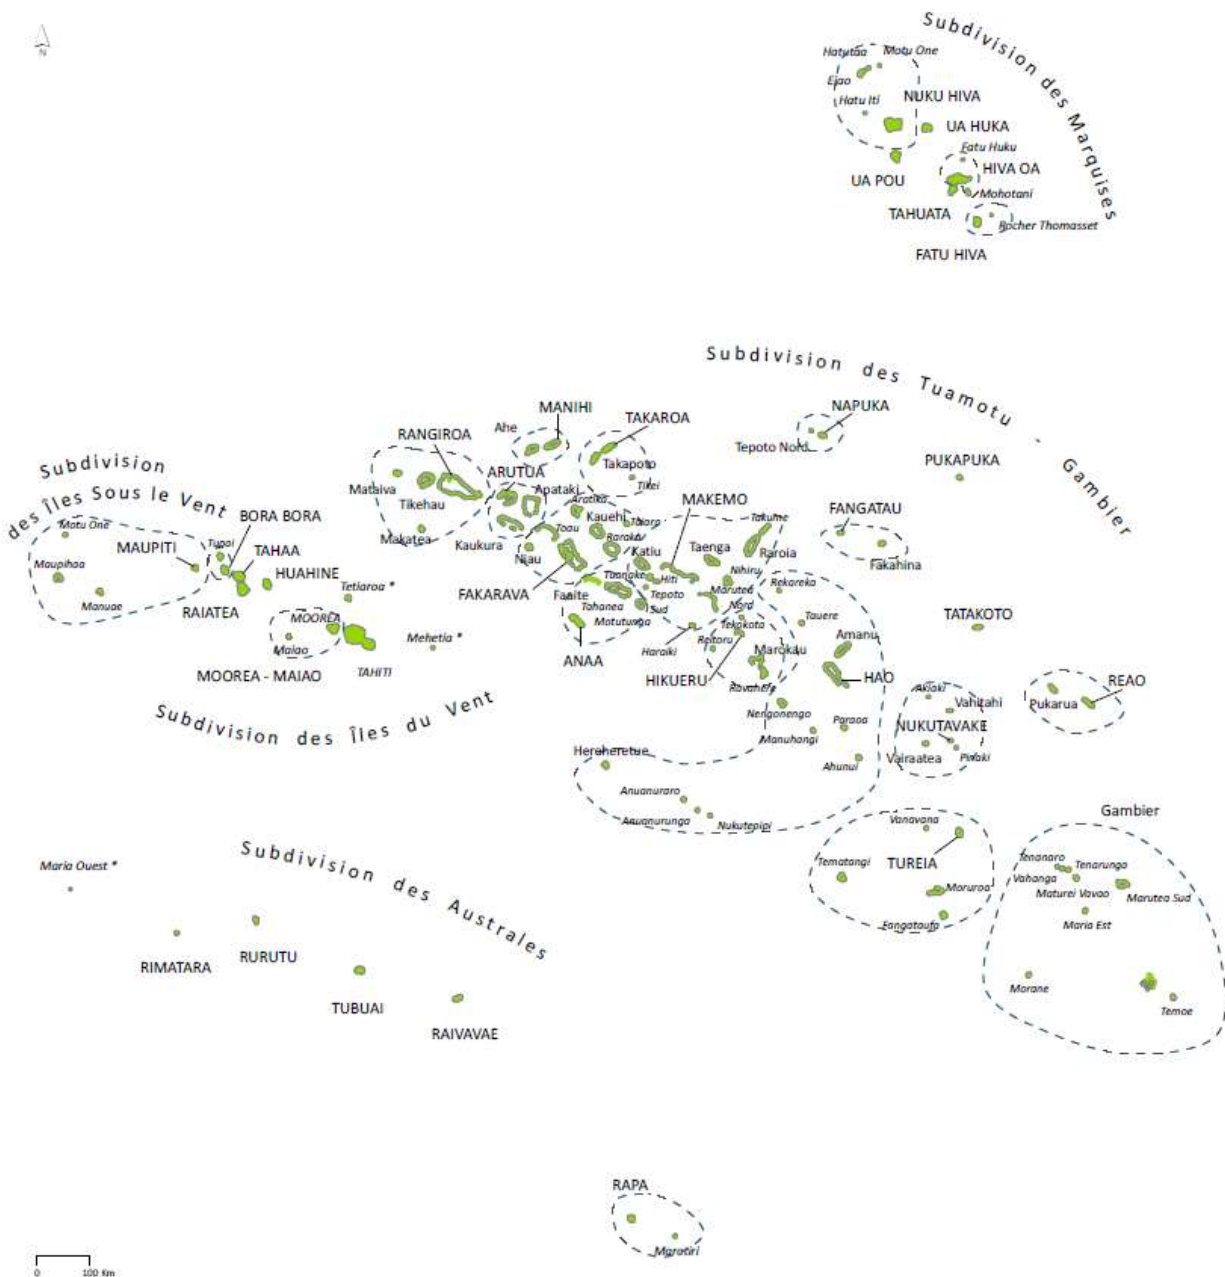 N
Subdivision des Marquises
Hatutaa
Motu One
Eiao
Hatu Iti
NUKU HIVA
UA HUKA
Fatu Huku
UA POU
HIVA OA
Mohotani
TAHUATA
Rocher Thomasset
FATU HIVA
Subdivision des Tuamotu - Gambier
MANIHI
Ahe
TAKAROA
NAPUKA
RANGIROA
Tepoto Nord
Takapoto
Tikei
PUKAPUKA
Subdivision
des Îles Sous le Vent
ARUTUA
Mataiva
Apataki
Tikehau
Aratika
MAKEMO
FANGATAU
Motu One
BORA BORA
Kauehi
Taiaro
Takume
Makatea
Kaukura
Toau
Raraka
Tupai
MAUPITI
TAHAA
Niau
Katiu
Taenga
Raroia
Fakahina
Maupihaa
HUAHINE
Tuanake
Hiti
Nihiru
Rekareka
Tetiaroa *
FAKARAVA
Faaite
Tepoto
Sud
Marutea
Nord
Manuae
RAIATEA
Tahanea
Motutunga
MOOREA
Tekokota
Tauere
TATAKOTO
Maiao
Mehetia *
Haraiki
Reitoru
Amanu
ANAA
Marokau
MOOREA - MAIAO
TAHITI
HIKUERU
HAO
Ravahere
Akiaki
Vahitahi
Pukarua
REAO
Subdivision des Îles du Vent
Nengonengo
Paraoa
NUKUTAVAKE
Manuhangi
Hereheretue
Vairaatea
Pinaki
Ahunui
Anuanuraro
Anuanurunga
Nukutepipi
Gambier
Vanavana
TUREIA
Subdivision des Australes
Maria Ouest *
Tematangi
Tenanaro
Tenarungo
Vahanga
Moruroa
Maturei Vavao
Marutea Sud
Fangataufa
Maria Est
RURUTU
RIMATARA
Morane
Temoe
TUBUAI
RAIVAVAE
RAPA
Marotiri
0
100 Km